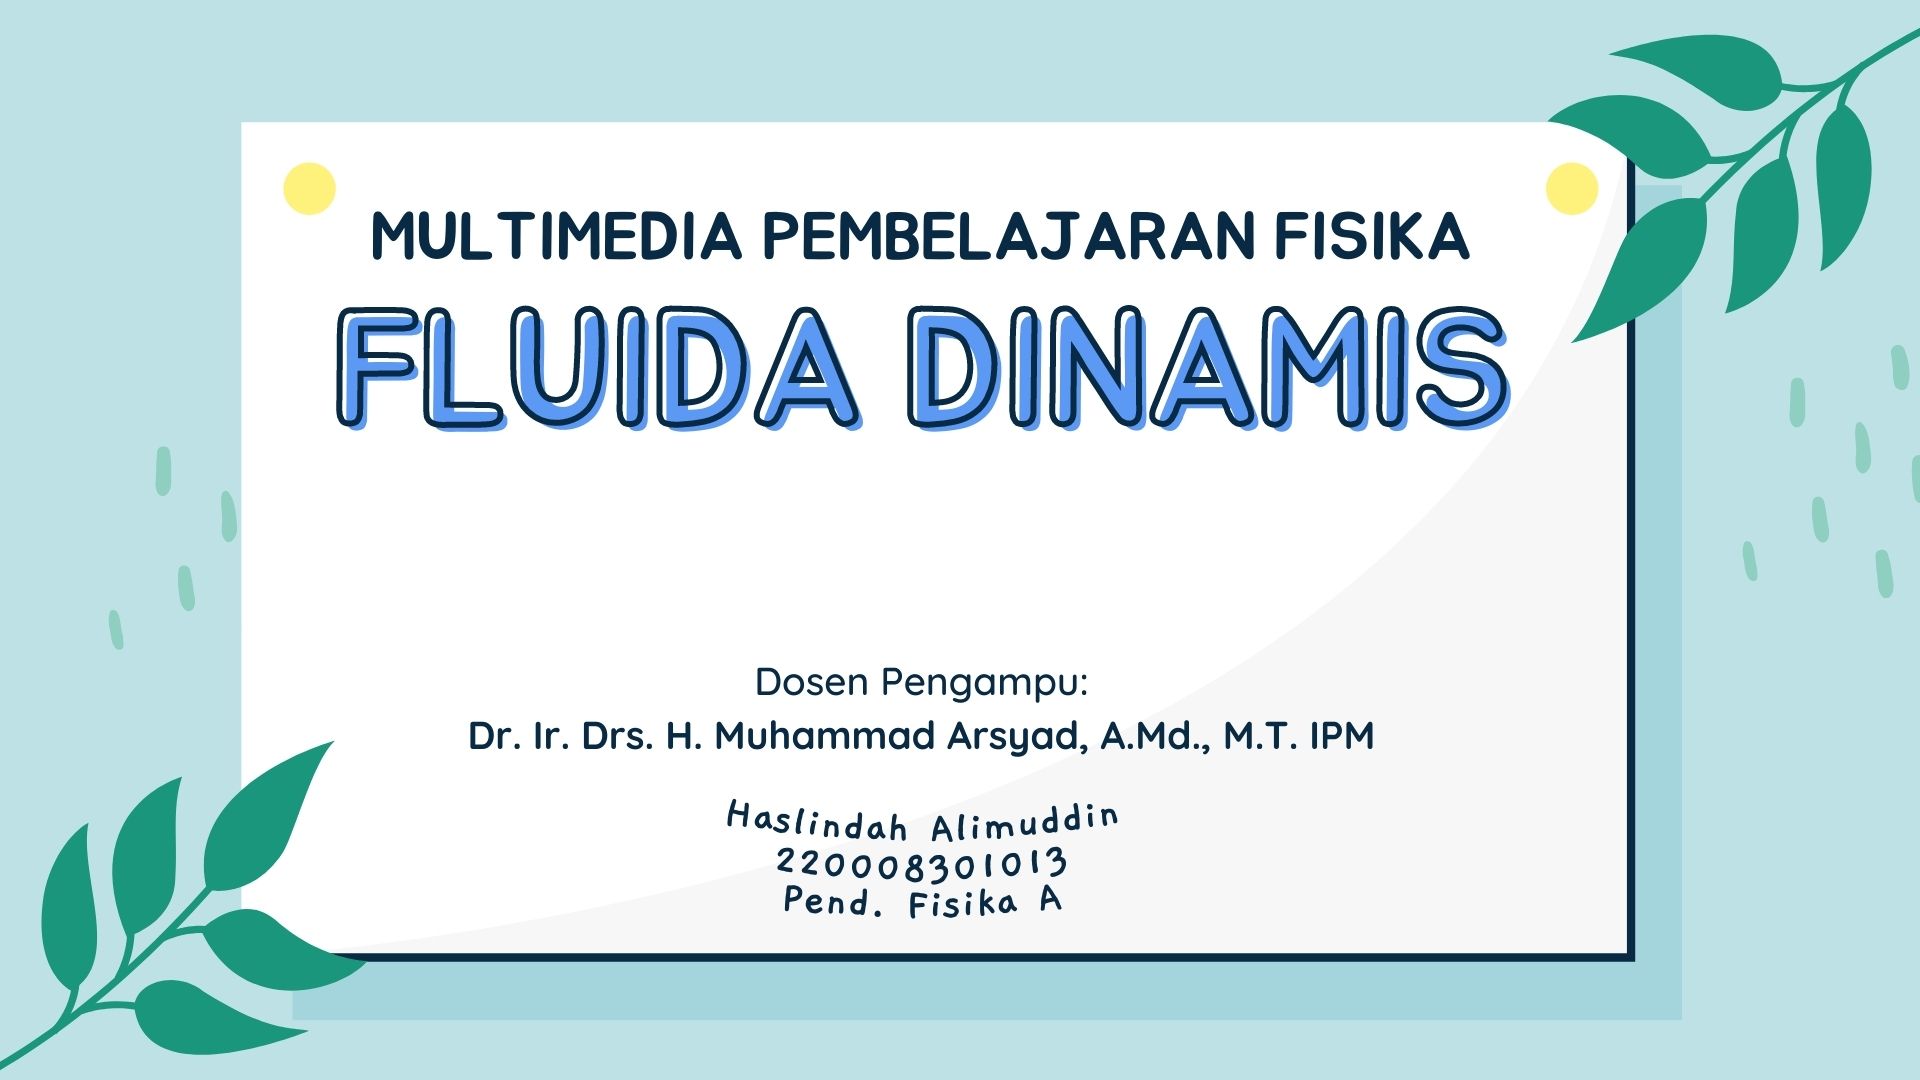 MULTIMEDIA PEMBELAJARAN FISIKA
FLUIDA DINAMIS
Dosen Pengampu:
Dr. Ir. Drs. H. Muhammad Arsyad, A.Md., M.T. IPM
Haslindah Alimuddin
220008301013
Pend. Fisika A